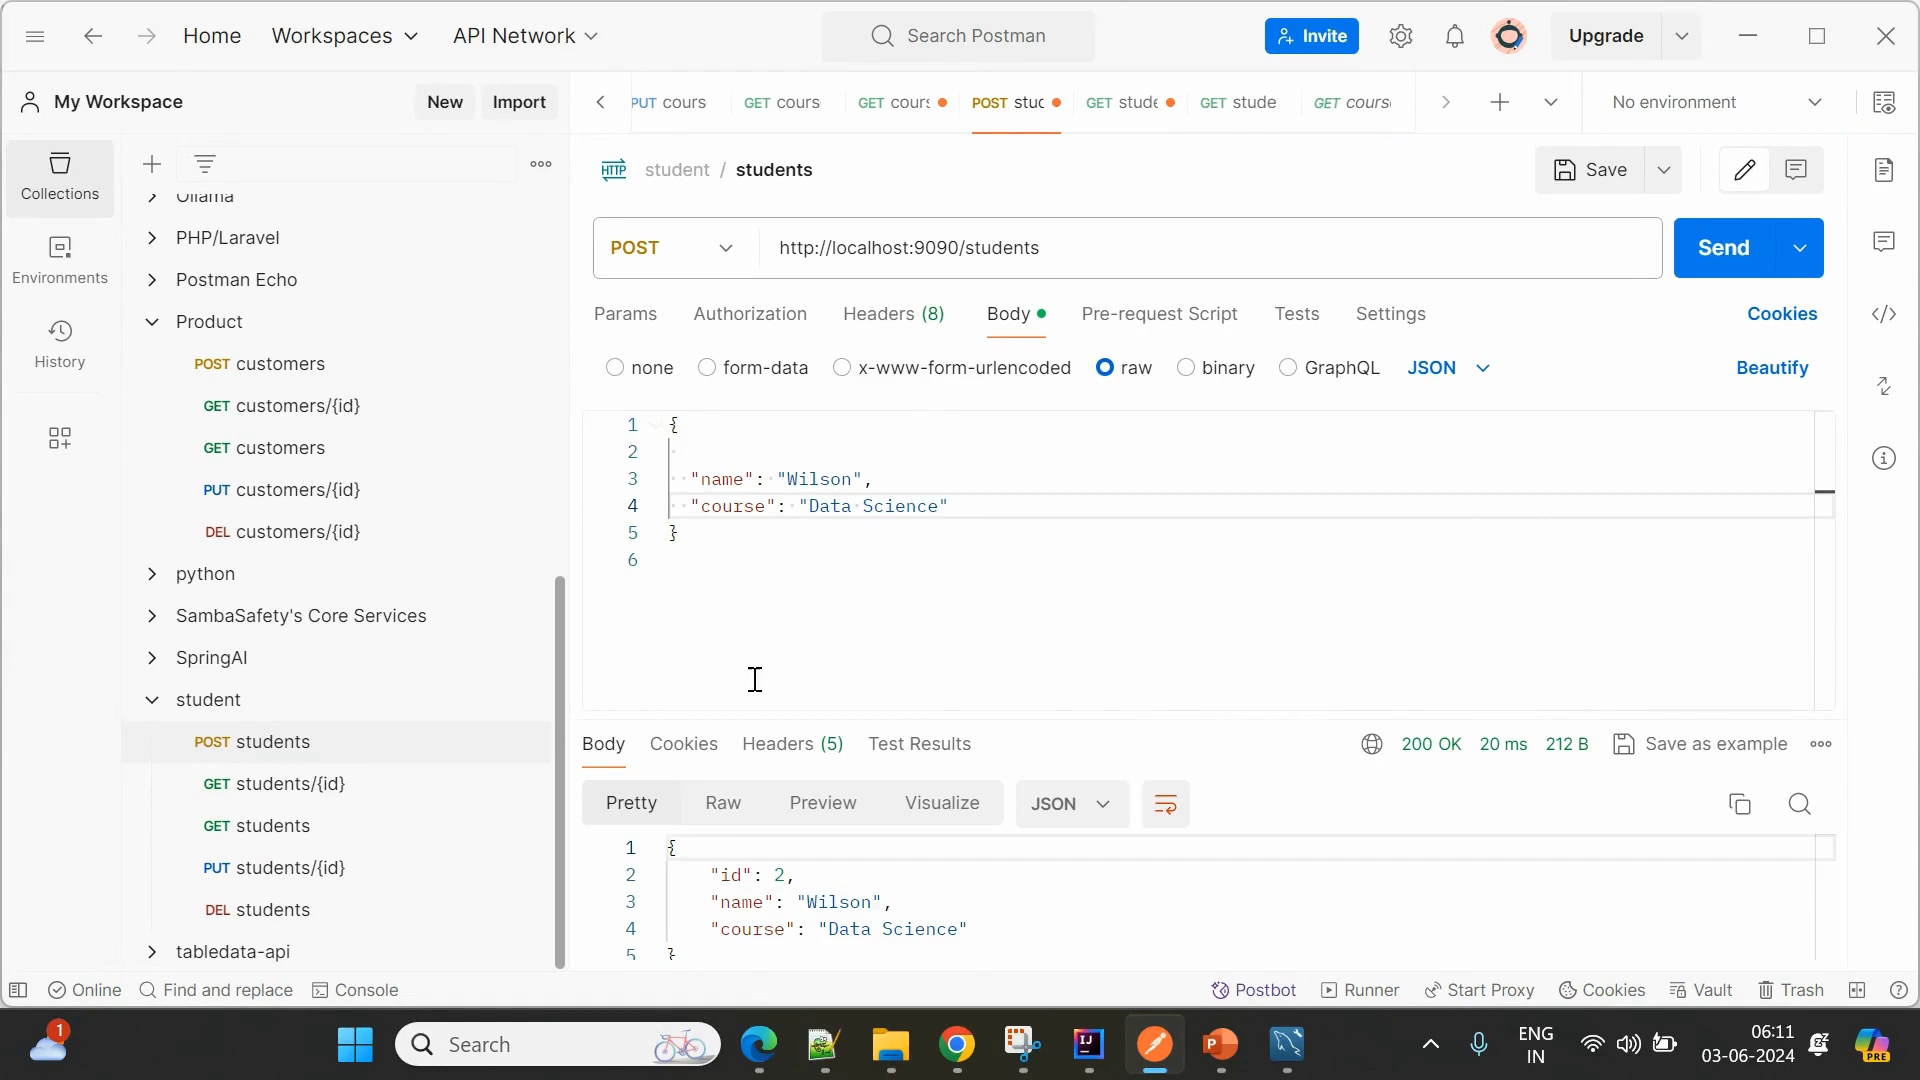 Home
Workspaces
API Network
Search Postman
Invite
Upgrade
My Workspace
New
Import
PUT cours
GET cours
GET cours
POST stuc
GET stude
GET stude
GET cours
No environment
Collections
Environments
History
Ollama
PHP/Laravel
Postman Echo
Product
POST customers
GET customers/{id}
GET customers
PUT customers/{id}
DEL customers/{id}
python
SambaSafety's Core Services
SpringAI
student
POST students
GET students/{id}
GET students
PUT students/{id}
DEL students
tabledata-api
HTTP student / students
Save
POST http://localhost:9090/students
Send
Params Authorization Headers (8) Body Pre-request Script Tests Settings
Cookies
none form-data x-www-form-urlencoded raw binary GraphQL JSON
Beautify
1 {
2
3 "name": "Wilson",
4 "course": "Data Science"
5 }
6
Body Cookies Headers (5) Test Results
200 OK 20 ms 212 B Save as example
Pretty Raw Preview Visualize JSON
1 {
2 "id": 2,
3 "name": "Wilson",
4 "course": "Data Science"
5 }
Online Find and replace Console
Postbot Runner Start Proxy Cookies Vault Trash
1
Search
IJ
P
ENG
IN
06:11
03-06-2024
PRE